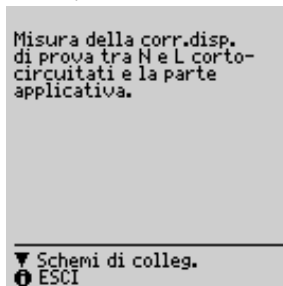 Misura della corr.disp.
di prova tra N e L corto-
circuitati e la parte
applicativa.
▼ Schemi di colleg.
ESCI